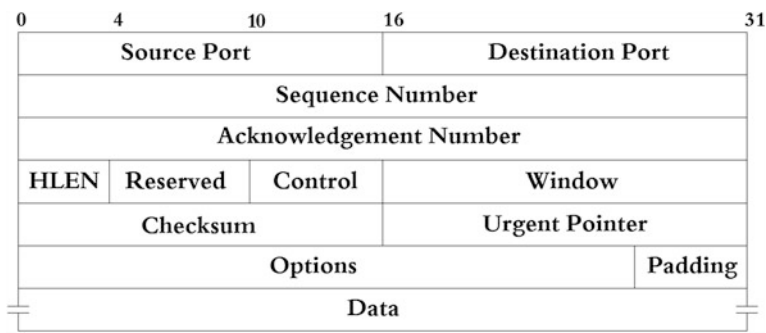 0 4 10 16 31
Source Port Destination Port
Sequence Number
Acknowledgement Number
HLEN Reserved Control Window
Checksum Urgent Pointer
Options Padding
Data